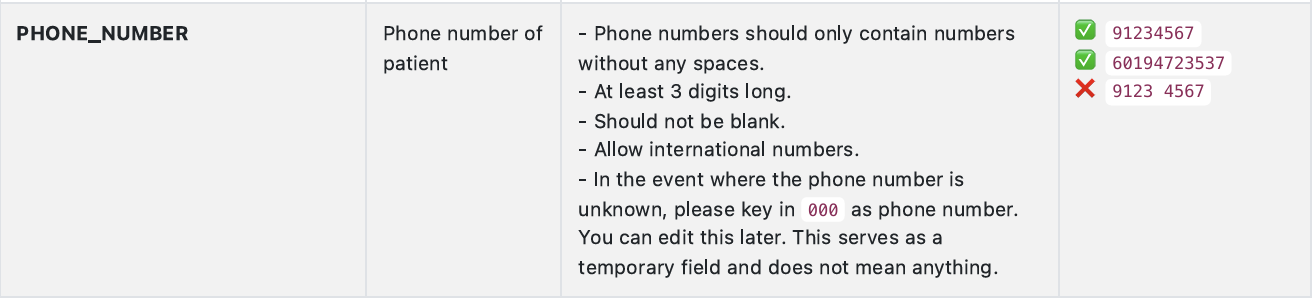 PHONE_NUMBER
Phone number of
patient
- Phone numbers should only contain numbers
without any spaces.
- At least 3 digits long.
- Should not be blank.
- Allow international numbers.
- In the event where the phone number is
unknown, please key in 000 as phone number.
You can edit this later. This serves as a
temporary field and does not mean anything.
✅ 91234567
✅ 60194723537
❌ 9123 4567